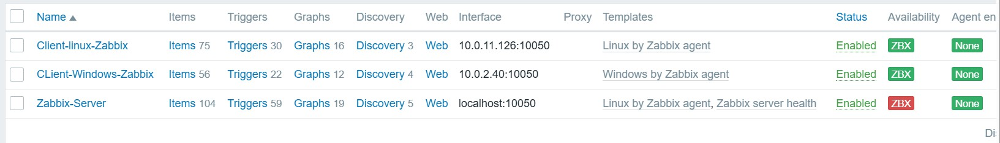 Name Items Triggers Graphs Discovery Web Interface Proxy Templates Status Availability Agent en
Client-linux-Zabbix Items 75 Triggers 30 Graphs 16 Discovery 3 Web 10.0.11.126:10050 Linux by Zabbix agent Enabled ZBX None
CLient-Windows-Zabbix Items 56 Triggers 22 Graphs 12 Discovery 4 Web 10.0.2.40:10050 Windows by Zabbix agent Enabled ZBX None
Zabbix-Server Items 104 Triggers 59 Graphs 19 Discovery 5 Web localhost:10050 Linux by Zabbix agent, Zabbix server health Enabled ZBX None
Di